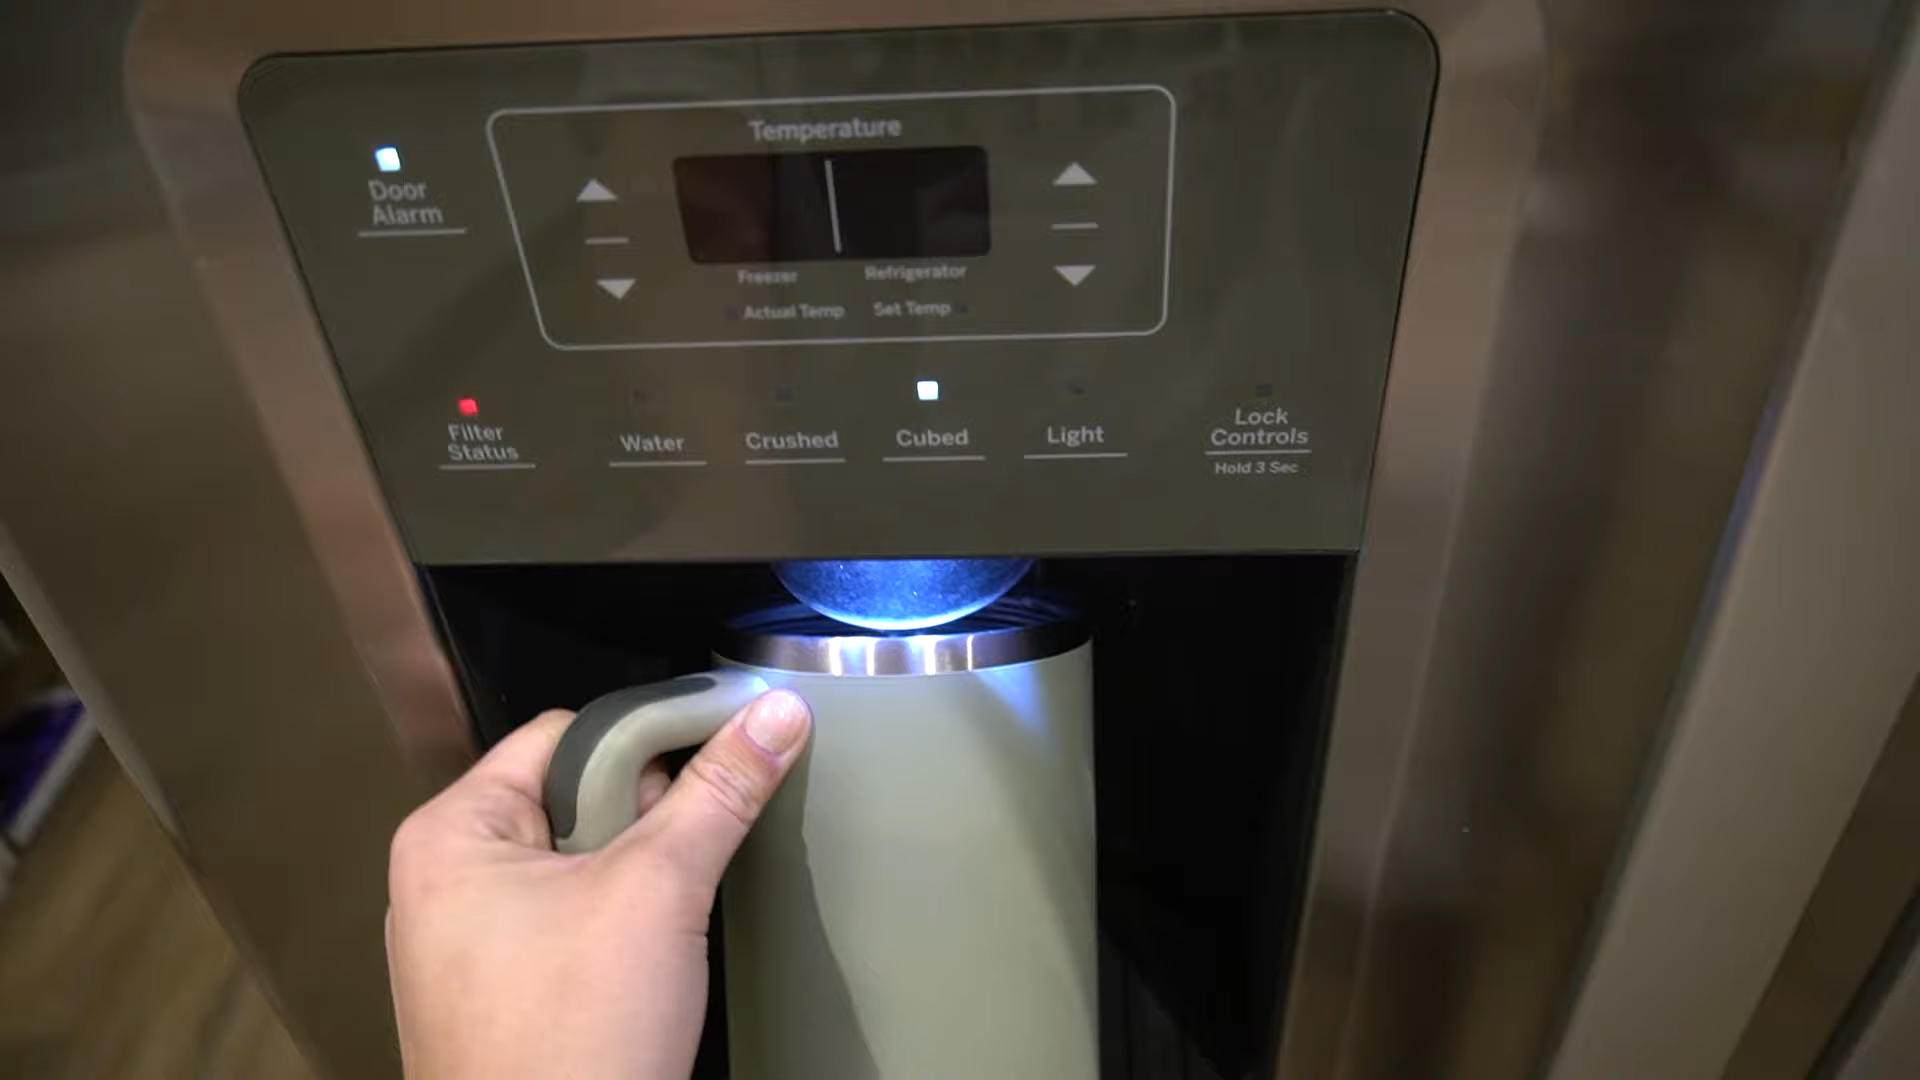 Temperature
Door
Alarm
Freezer
Refrigerator
Actual Temp
Set Temp
Filter
Status
Water
Crushed
Cubed
Light
Lock
Controls
Hold 3 Sec